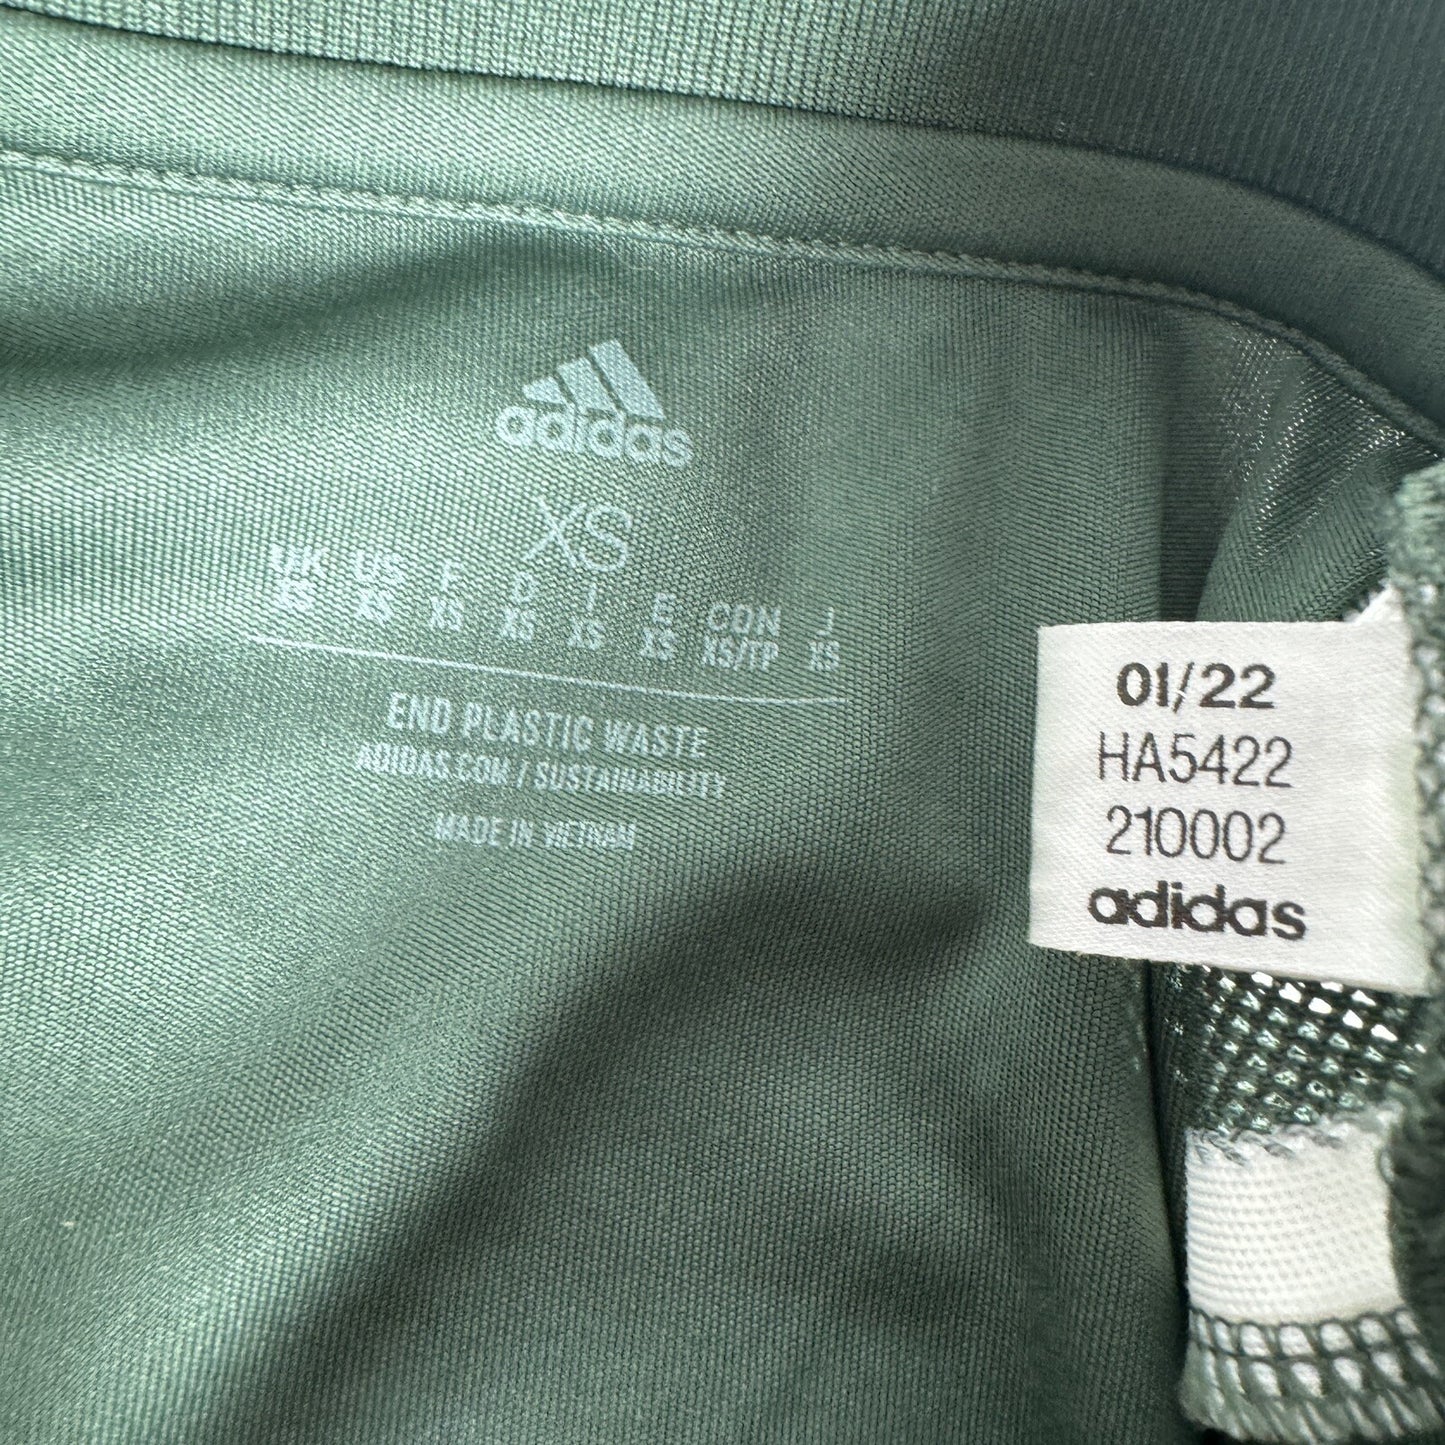 adidas
XS
UK US F D I E CDN J
XS XS XS XS XS XS XS/TP XS
END PLASTIC WASTE
ADIDAS.COM / SUSTAINABILITY
MADE IN VIETNAM
01/22
HA5422
210002
adidas